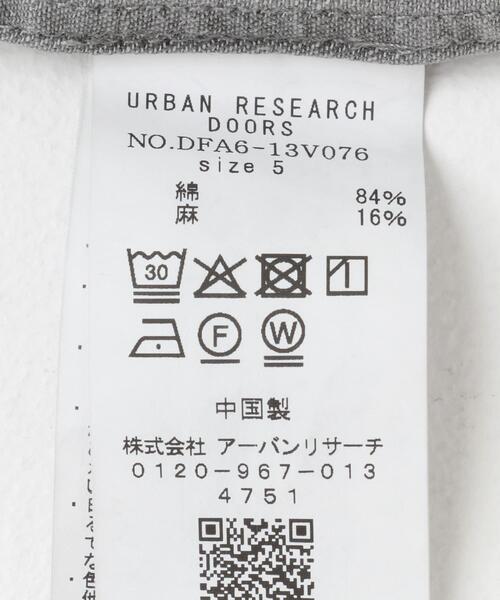 URBAN RESEARCH
DOORS
NO.DFA6-13V076
size 5
綿 84%
麻 16%
30
F W
中国製
株式会社 アーバンリサーチ
0120-967-013
4751